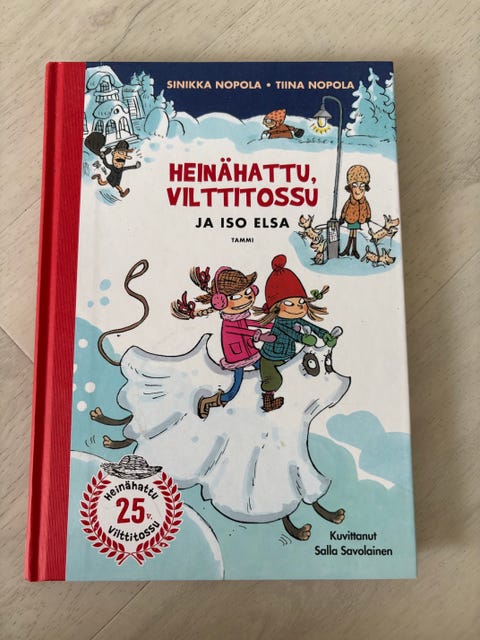 SINIKKA NOPOLA • TIINA NOPOLA
HEINÄHATTU,
VILTTITOSSU
JA ISO ELSA
TAMMI
Heinähattu
25 v.
Vilttitossu
Kuvittanut
Salla Savolainen